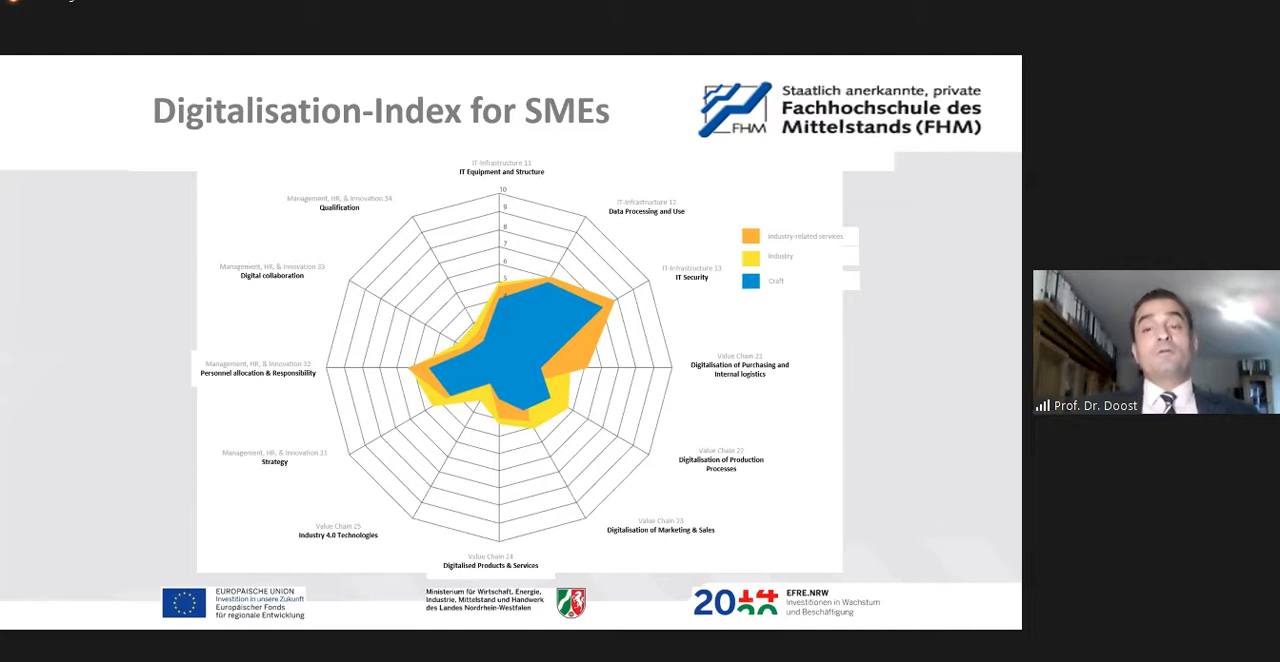 Digitalisation-Index for SMEs
FHM
Staatlich anerkannte, private
Fachhochschule des
Mittelstands (FHM)
IT-Infrastructure 11
IT Equipment and Structure
Management, HR, & Innovation 34
Qualification
IT-Infrastructure 12
Data Processing and Use
10
9
8
7
6
5
Industry-related services
Industry
Craft
Management, HR, & Innovation 33
Digital collaboration
IT-Infrastructure 13
IT Security
Management, HR, & Innovation 32
Personnel allocation & Responsibility
Value Chain 21
Digitalisation of Purchasing and
Internal logistics
Management, HR, & Innovation 31
Strategy
Value Chain 22
Digitalisation of Production
Processes
Value Chain 25
Industry 4.0 Technologies
Value Chain 23
Digitalisation of Marketing & Sales
Value Chain 24
Digitalised Products & Services
Prof. Dr. Doost
EUROPÄISCHE UNION
Investition in unsere Zukunft
Europäischer Fonds
für regionale Entwicklung
Ministerium für Wirtschaft, Energie,
Industrie, Mittelstand und Handwerk
des Landes Nordrhein-Westfalen
EFRE.NRW
Investitionen in Wachstum
und Beschäftigung